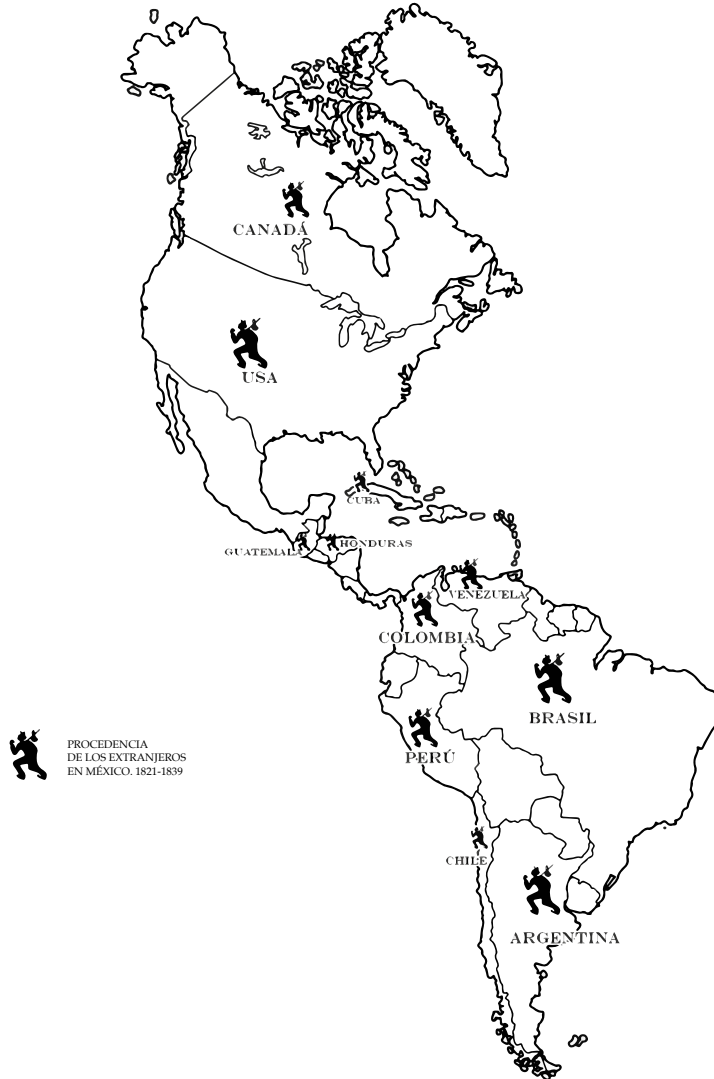 CANADÁ
USA
CUBA
GUATEMALA
HONDURAS
VENEZUELA
COLOMBIA
BRASIL
PERÚ
PROCEDENCIA
DE LOS EXTRANJEROS
EN MÉXICO. 1821-1839
CHILE
ARGENTINA